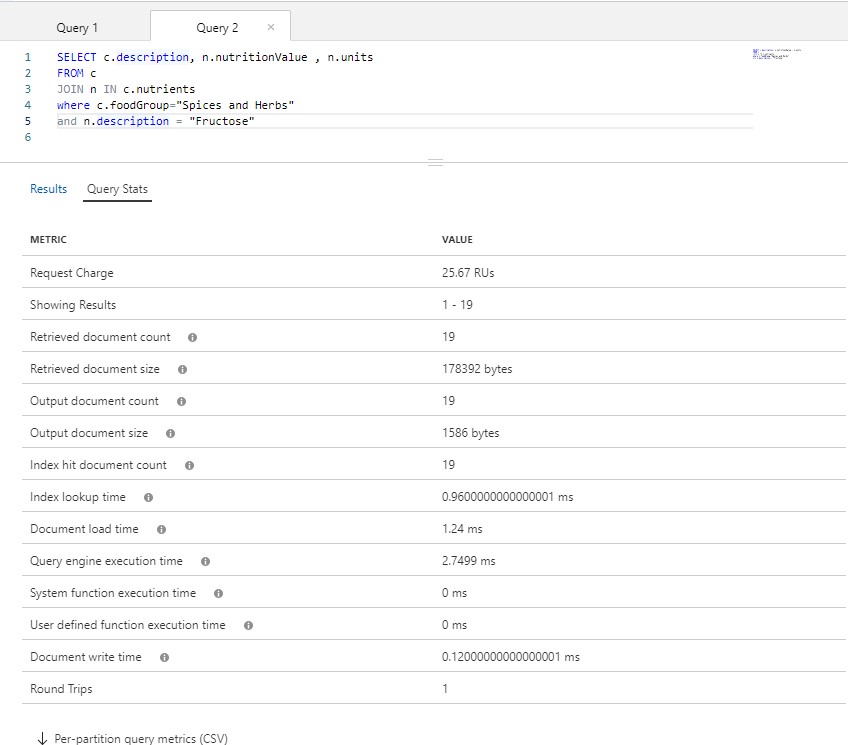 Query 1
Query 2 ×
1 SELECT c.description, n.nutritionValue , n.units
2 FROM c
3 JOIN n IN c.nutrients
4 where c.foodGroup="Spices and Herbs"
5 and n.description = "Fructose"
6
Results Query Stats
METRIC VALUE
Request Charge 25.67 RUs
Showing Results 1 - 19
Retrieved document count 19
Retrieved document size 178392 bytes
Output document count 19
Output document size 1586 bytes
Index hit document count 19
Index lookup time 0.9600000000000001 ms
Document load time 1.24 ms
Query engine execution time 2.7499 ms
System function execution time 0 ms
User defined function execution time 0 ms
Document write time 0.12000000000000001 ms
Round Trips 1
Per-partition query metrics (CSV)